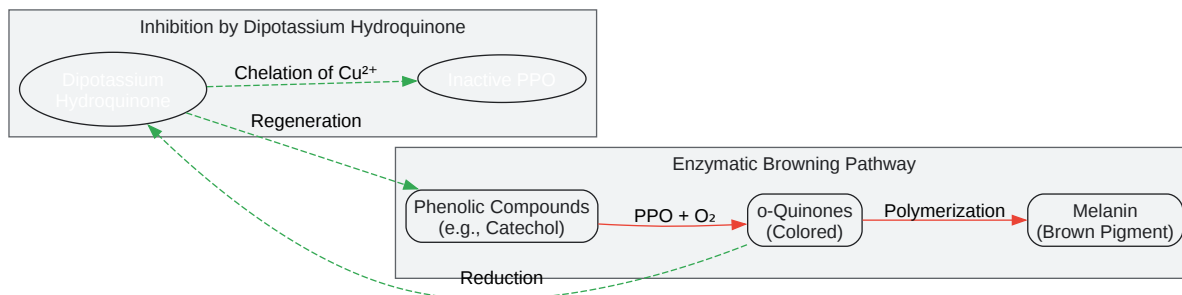 Inhibition by Dipotassium Hydroquinone
Dipotassium
Hydroquinone
Chelation of Cu²⁺
Inactive PPO
Regeneration
Enzymatic Browning Pathway
Phenolic Compounds
(e.g., Catechol)
PPO + O₂
o-Quinones
(Colored)
Polymerization
Melanin
(Brown Pigment)
Reduction